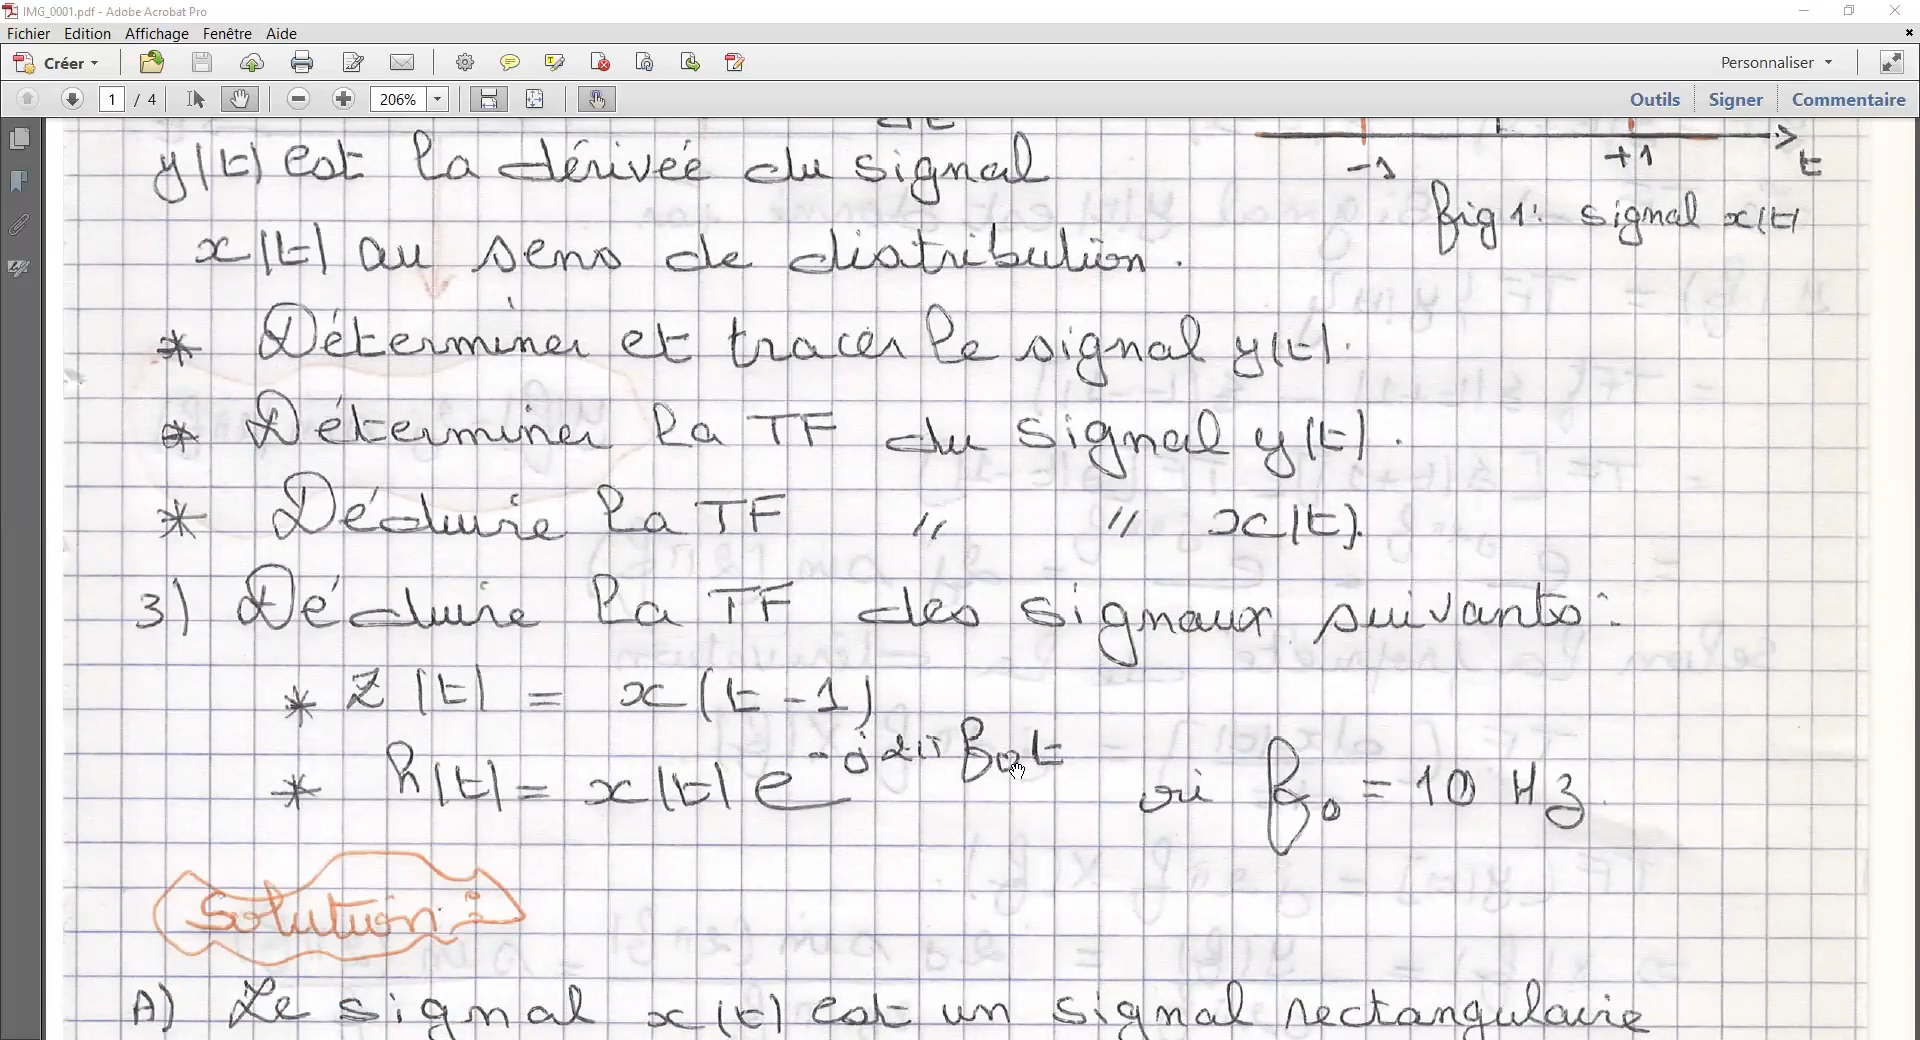 IMG_0001.pdf - Adobe Acrobat Pro
Fichier Edition Affichage Fenêtre Aide
Créer
Personnaliser
1 / 4
206%
Outils Signer Commentaire
-1 +1 t
y(t) est la dérivée du signal
fig 1: signal x(t)
x(t) au sens de distribution.
* Déterminer et tracer le signal y(t).
* Déterminer la TF du signal y(t).
* Déduire la TF " " x(t).
3) Déduire la TF des signaux suivants:
* Z(t) = x(t-1)
* h(t) = x(t) e^-j2π f0t où f0 = 10 Hz.
Solution:
A) Le signal x(t) est un signal rectangulaire